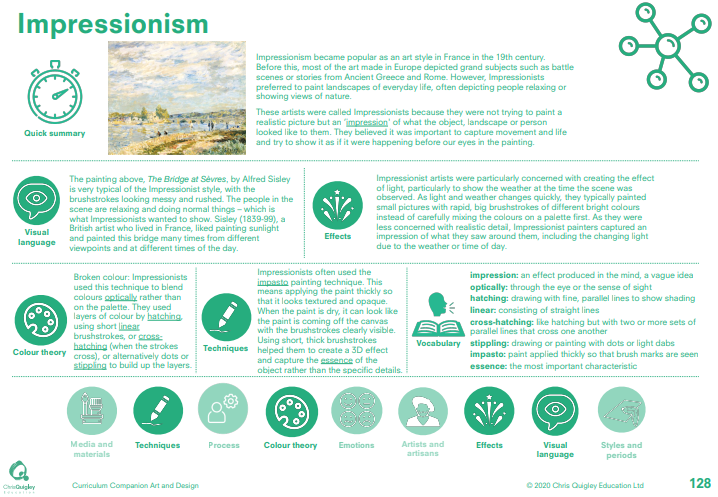 Impressionism
Quick summary
Impressionism became popular as an art style in France in the 19th century.
Before this, most of the art made in Europe depicted grand subjects such as battle
scenes or stories from Ancient Greece and Rome. However, Impressionists
preferred to paint landscapes of everyday life, often depicting people relaxing or
showing views of nature.
These artists were called Impressionists because they were not trying to paint a
realistic picture but an 'impression' of what the object, landscape or person
looked like to them. They believed it was important to capture movement and life
and try to show it as if it were happening before our eyes in the painting.
Visual
language
The painting above, The Bridge at Sèvres, by Alfred Sisley
is very typical of the Impressionist style, with the
brushstrokes looking messy and rushed. The people in the
scene are relaxing and doing normal things – which is
what Impressionists wanted to show. Sisley (1839-99), a
British artist who lived in France, liked painting sunlight
and painted this bridge many times from different
viewpoints and at different times of the day.
Effects
Impressionist artists were particularly concerned with creating the effect
of light, particularly to show the weather at the time the scene was
observed. As light and weather changes quickly, they typically painted
small pictures with rapid, big brushstrokes of different bright colours
instead of carefully mixing the colours on a palette first. As they were
less concerned with realistic detail, Impressionist painters captured an
impression of what they saw around them, including the changing light
due to the weather or time of day.
Colour theory
Broken colour: Impressionists
used this technique to blend
colours optically rather than
on the palette. They used
layers of colour by hatching,
using short linear
brushstrokes, or cross-
hatching (when the strokes
cross), or alternatively dots or
stippling to build up the layers.
Techniques
Impressionists often used the
impasto painting technique. This
means applying the paint thickly so
that it looks textured and opaque.
When the paint is dry, it can look like
the paint is coming off the canvas
with the brushstrokes clearly visible.
Using short, thick brushstrokes
helped them to create a 3D effect
and capture the essence of the
object rather than the specific details.
Vocabulary
impression: an effect produced in the mind, a vague idea
optically: through the eye or the sense of sight
hatching: drawing with fine, parallel lines to show shading
linear: consisting of straight lines
cross-hatching: like hatching but with two or more sets of
parallel lines that cross one another
stippling: drawing or painting with dots or light dabs
impasto: paint applied thickly so that brush marks are seen
essence: the most important characteristic
Media and
materials
Techniques
Process
Colour theory
Emotions
Artists and
artisans
Effects
Visual
language
Styles and
periods
ChrisQuigley
Education
Curriculum Companion Art and Design
© 2020 Chris Quigley Education Ltd
128